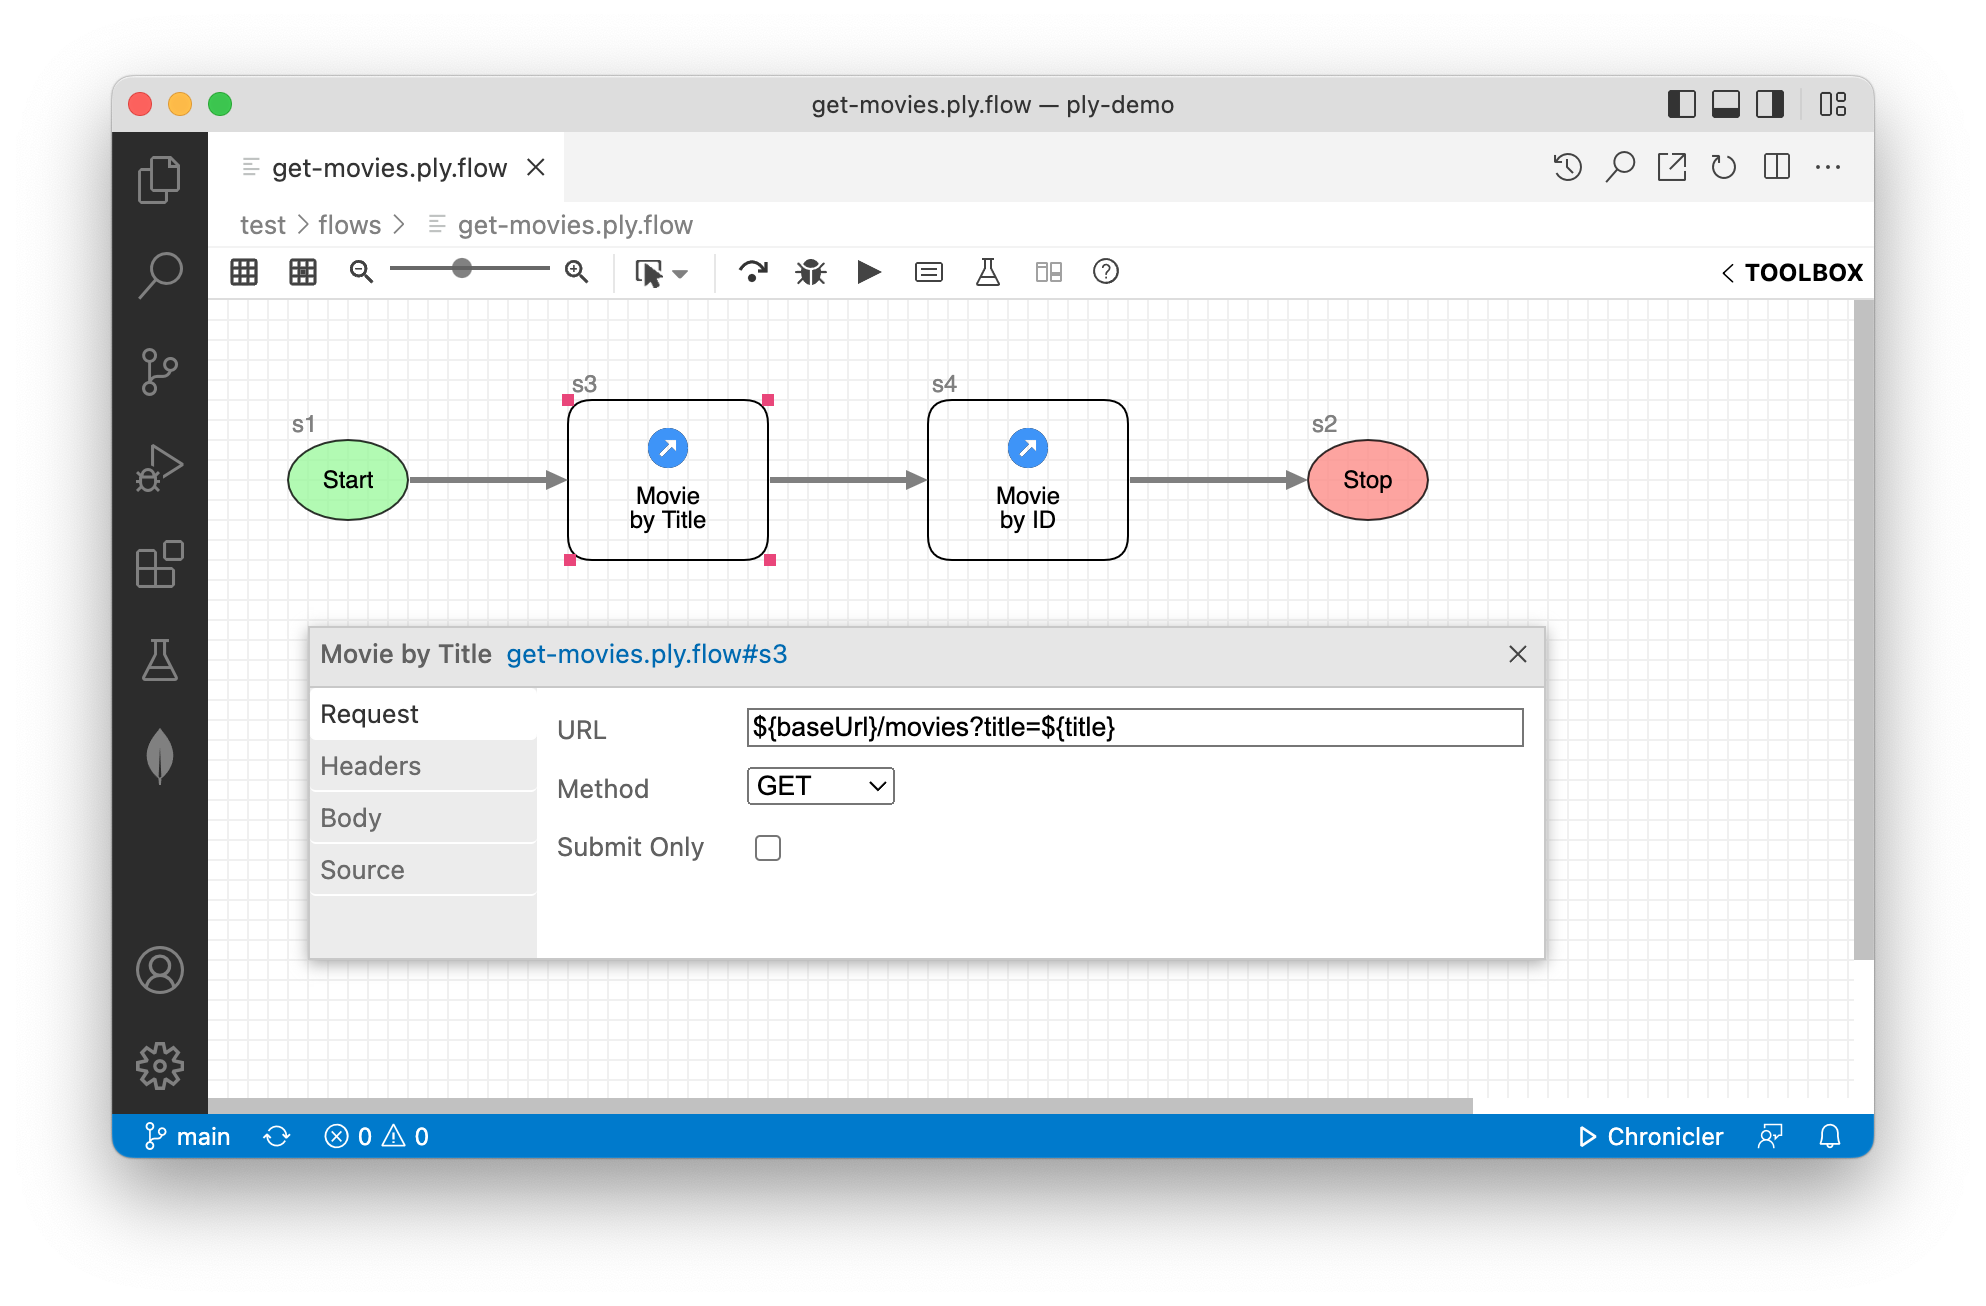 get-movies.ply.flow — ply-demo
get-movies.ply.flow
test > flows > get-movies.ply.flow
TOOLBOX
s1
Start
s3
Movie
by Title
s4
Movie
by ID
s2
Stop
Movie by Title get-movies.ply.flow#s3
Request
Headers
Body
Source
URL ${baseUrl}/movies?title=${title}
Method GET
Submit Only
main 0 0 Chronicler